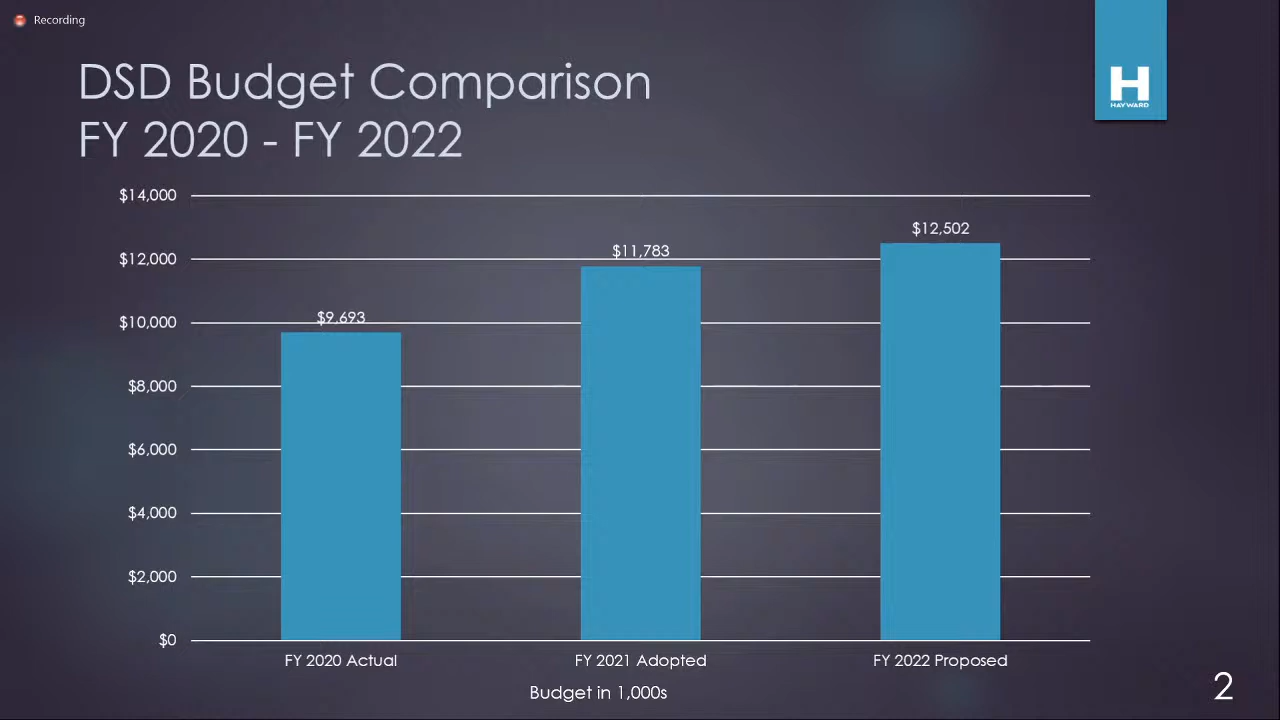 Recording
DSD Budget Comparison
FY 2020 - FY 2022
H
HAYWARD
$14,000
$12,000
$10,000
$8,000
$6,000
$4,000
$2,000
$0
$9,693
$11,783
$12,502
FY 2020 Actual
FY 2021 Adopted
FY 2022 Proposed
Budget in 1,000s
2